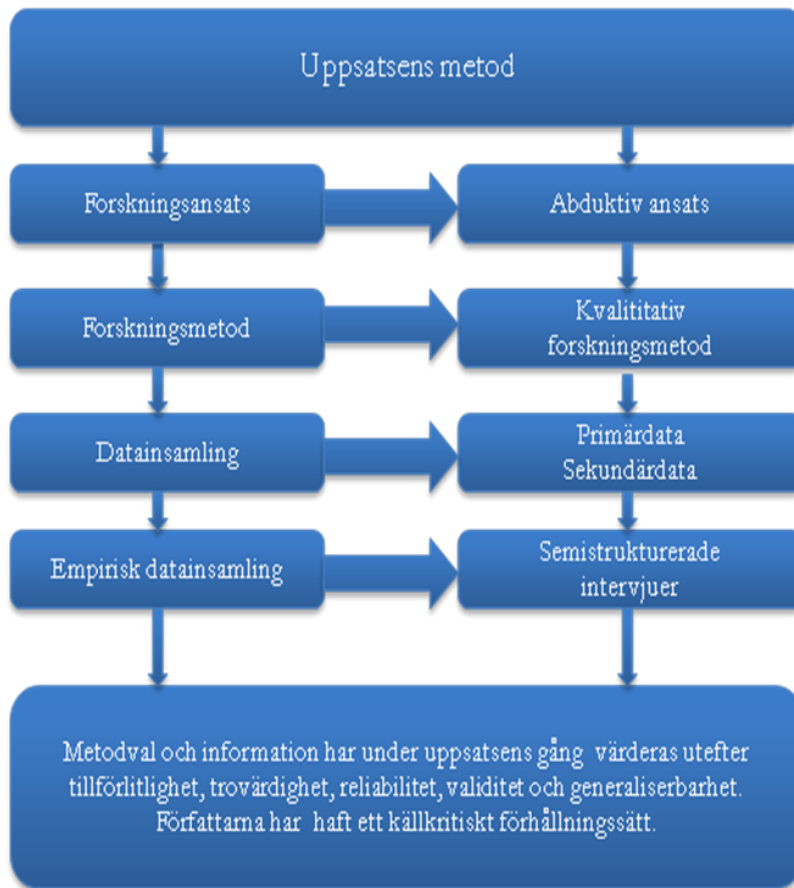 Uppsatsens metod
Forskningsansats
Abduktiv ansats
Forskningsmetod
Kvalititativ
forskningsmetod
Datainsamling
Primärdata
Sekundärdata
Empirisk datainsamling
Semistrukturerade
intervjuer
Metodval och information har under uppsatsens gång värderas utefter
tillförlitlighet, trovärdighet, reliabilitet, validitet och generaliserbarhet.
Författarna har haft ett källkritiskt förhållningssätt.